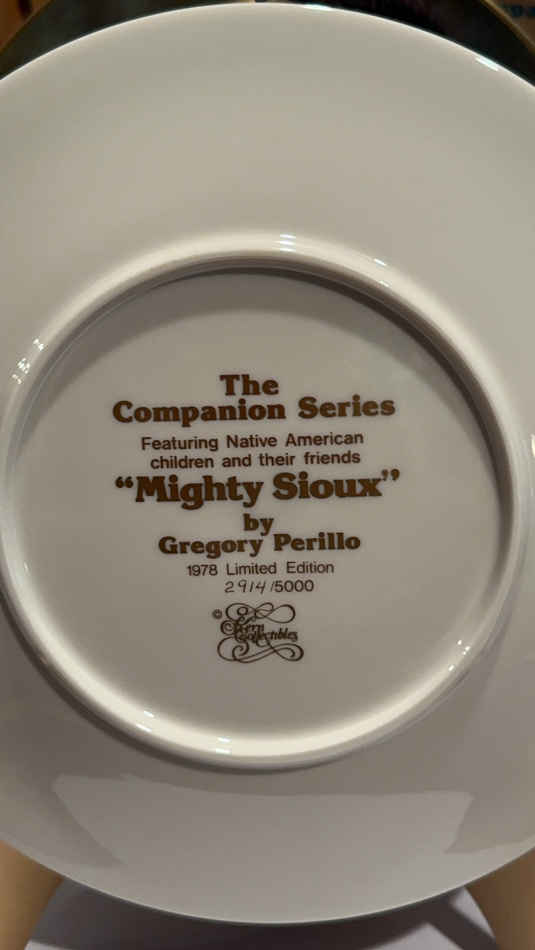 The
Companion Series
Featuring Native American
children and their friends
“Mighty Sioux”
by
Gregory Perillo
1978 Limited Edition
2914/5000
©
Collectibles